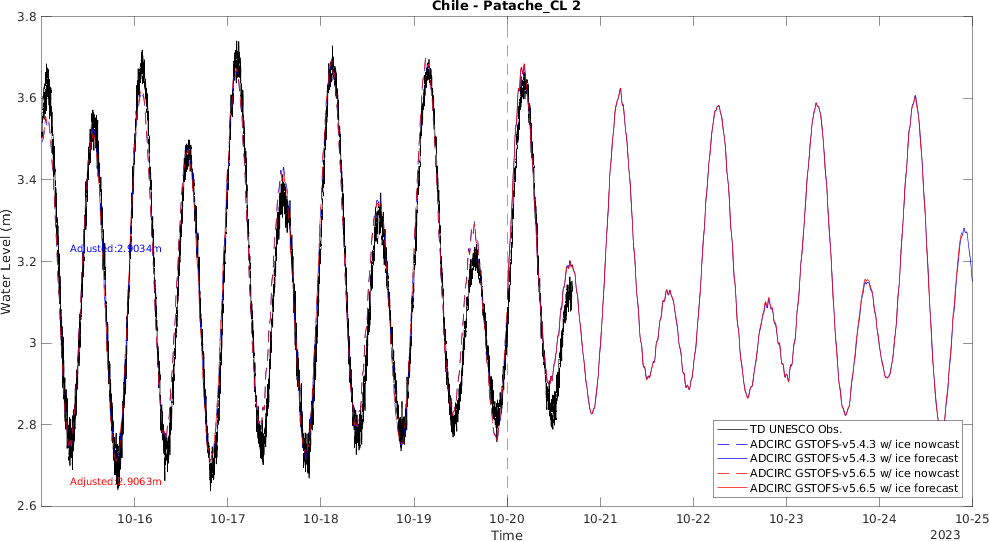 Chile - Patache_CL 2
3.8
3.6
3.4
3.2
3
2.8
2.6
Water Level (m)
Adjusted:2.9034m
Adjusted:2.9063m
TD UNESCO Obs.
ADCIRC GSTOFS-v5.4.3 w/ ice nowcast
ADCIRC GSTOFS-v5.4.3 w/ ice forecast
ADCIRC GSTOFS-v5.6.5 w/ ice nowcast
ADCIRC GSTOFS-v5.6.5 w/ ice forecast
10-16 10-17 10-18 10-19 10-20 10-21 10-22 10-23 10-24 10-25
Time
2023